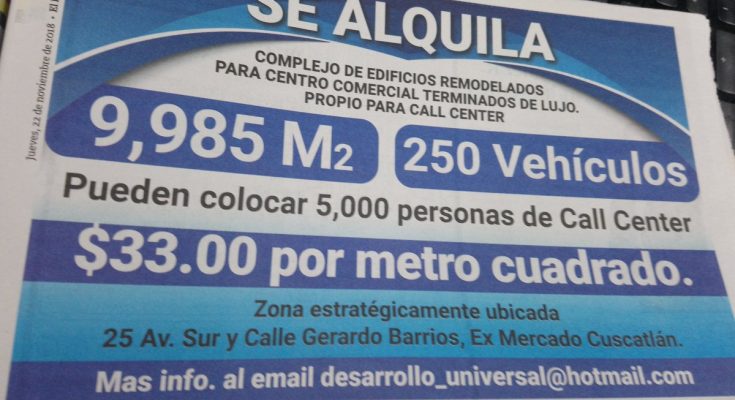 SE ALQUILA
COMPLEJO DE EDIFICIOS REMODELADOS
PARA CENTRO COMERCIAL TERMINADOS DE LUJO.
PROPIO PARA CALL CENTER
9,985 M2
250 Vehículos
Pueden colocar 5,000 personas de Call Center
$33.00 por metro cuadrado.
Zona estratégicamente ubicada
25 Av. Sur y Calle Gerardo Barrios, Ex Mercado Cuscatlán.
Mas info. al email desarrollo_universal@hotmail.com
Jueves, 22 de noviembre de 2018 • El